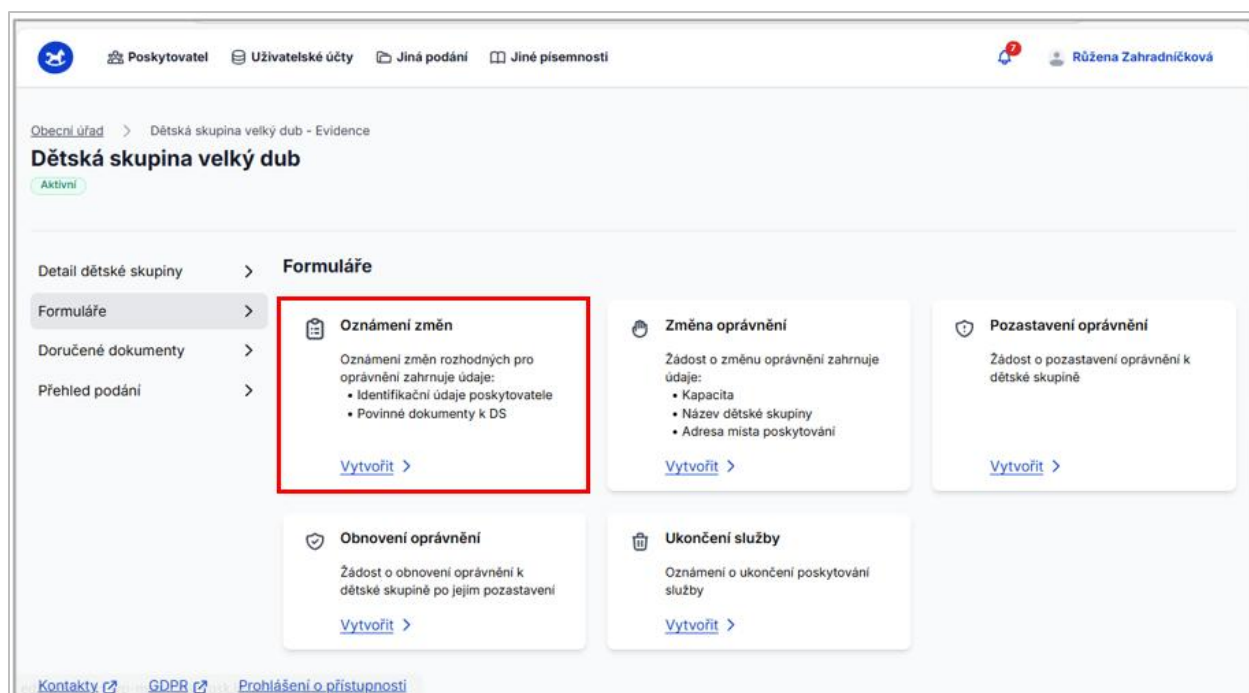 Poskytovatel Uživatelské účty Jiná podání Jiné písemnosti 7 Růžena Zahradníčková
Obecní úřad > Dětská skupina velký dub - Evidence
Dětská skupina velký dub
Aktivní
Detail dětské skupiny
Formuláře
Doručené dokumenty
Přehled podání
Formuláře
Oznámení změn
Oznámení změn rozhodných pro
oprávnění zahrnuje údaje:
• Identifikační údaje poskytovatele
• Povinné dokumenty k DS
Vytvořit >
Změna oprávnění
Žádost o změnu oprávnění zahrnuje
údaje:
• Kapacita
• Název dětské skupiny
• Adresa místa poskytování
Vytvořit >
Pozastavení oprávnění
Žádost o pozastavení oprávnění k
dětské skupině
Vytvořit >
Obnovení oprávnění
Žádost o obnovení oprávnění k
dětské skupině po jejím pozastavení
Vytvořit >
Ukončení služby
Oznámení o ukončení poskytování
služby
Vytvořit >
Kontakty GDPR Prohlášení o přístupnosti